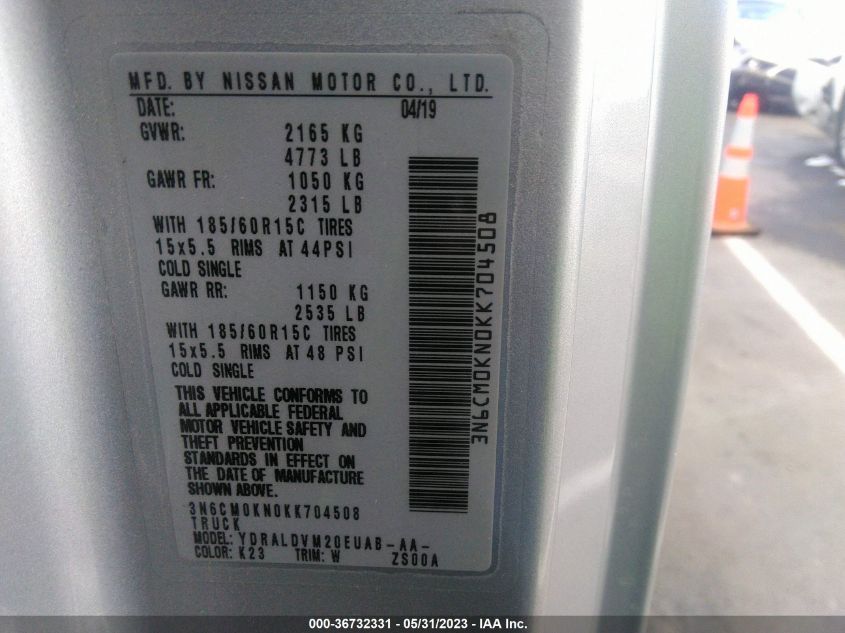 MFD. BY NISSAN MOTOR CO., LTD.
DATE: 04/19
GVWR: 2165 KG
4773 LB
GAWR FR: 1050 KG
2315 LB
WITH 185/60R15C TIRES
15x5.5 RIMS AT 44PSI
COLD SINGLE
GAWR RR: 1150 KG
2535 LB
WITH 185/60R15C TIRES
15x5.5 RIMS AT 48 PSI
COLD SINGLE
THIS VEHICLE CONFORMS TO
ALL APPLICABLE FEDERAL
MOTOR VEHICLE SAFETY AND
THEFT PREVENTION
STANDARDS IN EFFECT ON
THE DATE OF MANUFACTURE
SHOWN ABOVE.
3N6CM0KN0KK704508
TRUCK
MODEL: YDRALDVM20EUAB-AA-
COLOR: K23 TRIM: W ZS00A
3N6CM0KN0KK704508
000-36732331 - 05/31/2023 - IAAI Inc.